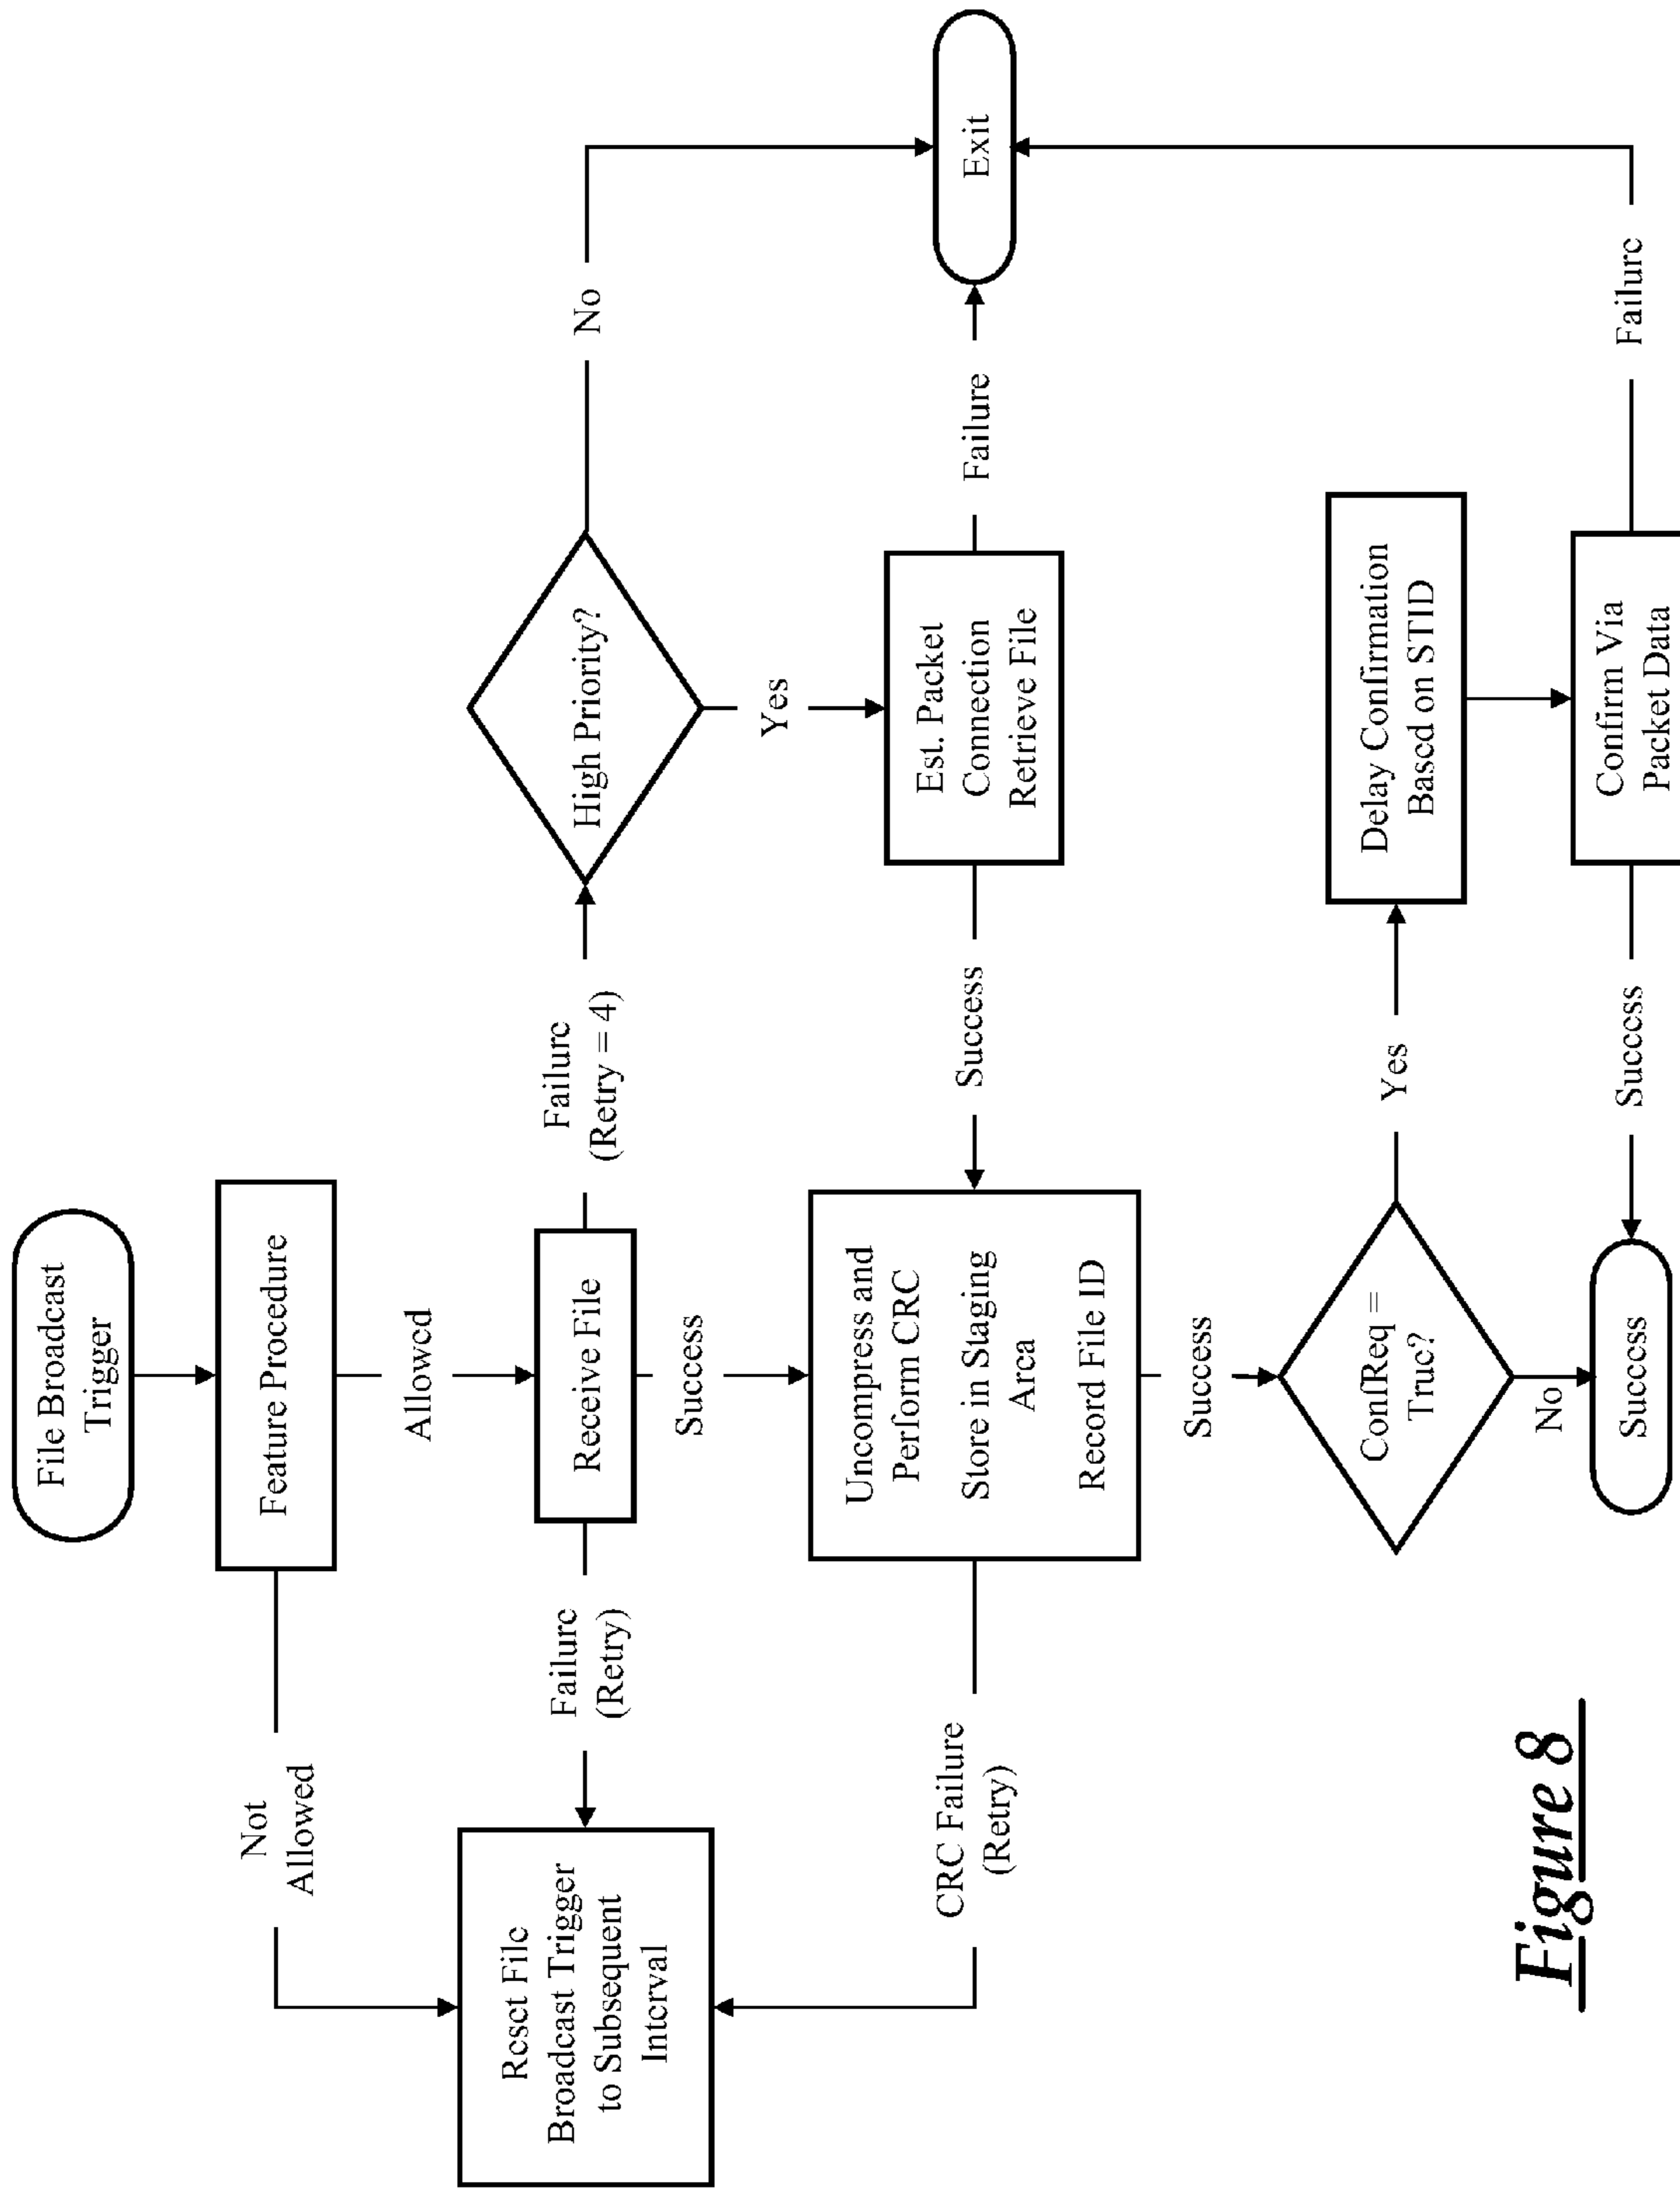 File Broadcast
Trigger
Feature Procedure
Not
Allowed
Allowed
Reset File
Broadcast Trigger
to Subsequent
Interval
Failure
(Retry)
Receive File
Failure
(Retry = 4)
High Priority?
No
Success
Yes
Uncompress and
Perform CRC
Store in Staging
Area
Record File ID
CRC Failure
(Retry)
Success
Est. Packet
Connection
Retrieve File
Failure
Exit
Success
ConfReq =
True?
Yes
Delay Confirmation
Based on STID
No
Success
Success
Confirm Via
Packet Data
Failure
Figure 8